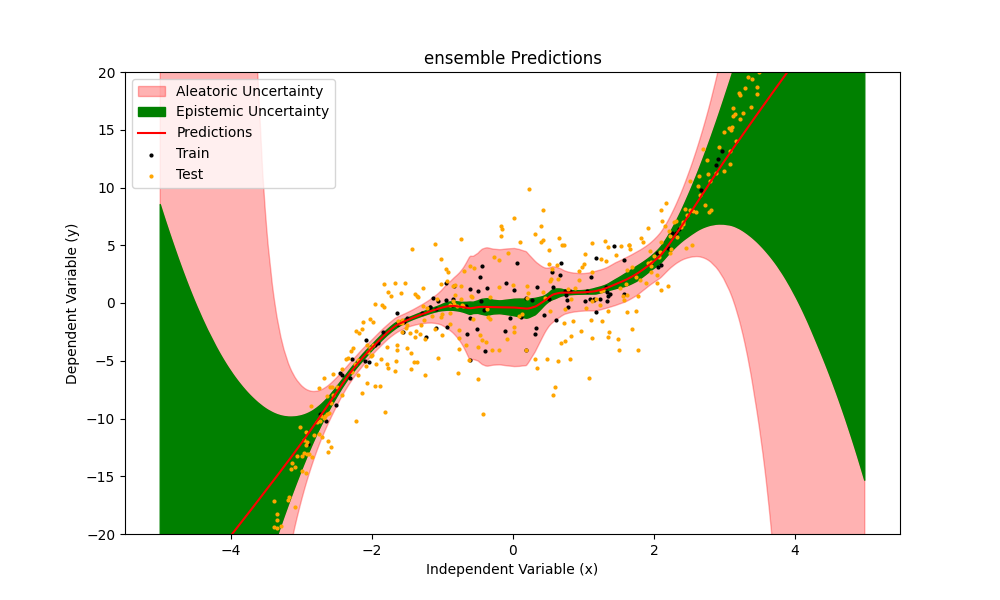 ensemble Predictions
20
15
10
5
0
−5
−10
−15
−20
Dependent Variable (y)
Aleatoric Uncertainty
Epistemic Uncertainty
Predictions
Train
Test
−4
−2
0
2
4
Independent Variable (x)